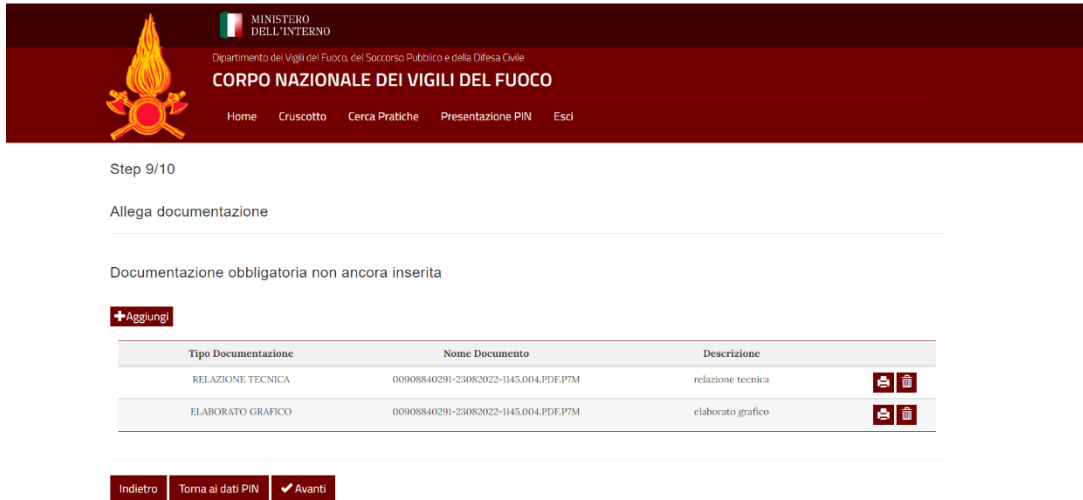 MINISTERO
DELL'INTERNO
Dipartimento dei Vigili del Fuoco, del Soccorso Pubblico e della Difesa Civile
CORPO NAZIONALE DEI VIGILI DEL FUOCO
Home Cruscotto Cerca Pratiche Presentazione PIN Esci
Step 9/10
Allega documentazione
Documentazione obbligatoria non ancora inserita
Aggiungi
Tipo Documentazione Nome Documento Descrizione
RELAZIONE TECNICA 00908840291-23082022-1145.004.PDF.P7M relazione tecnica
ELABORATO GRAFICO 00908840291-23082022-1145.004.PDF.P7M elaborato grafico
Indietro Torna ai dati PIN Avanti